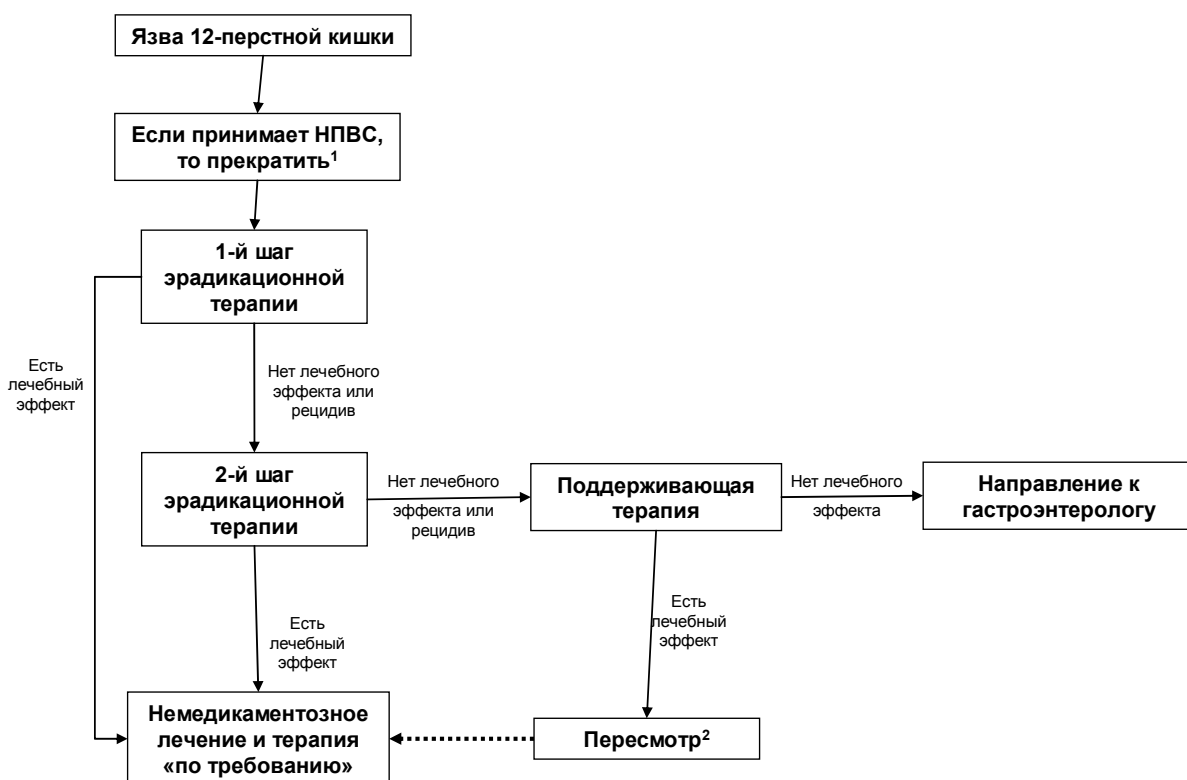 Язва 12-перстной кишки
Если принимает НПВС,
то прекратить¹
1-й шаг
эрадикационной
терапии
Есть
лечебный
эффект
Нет лечебного
эффекта или
рецидив
2-й шаг
эрадикационной
терапии
Нет лечебного
эффекта или
рецидив
Поддерживающая
терапия
Нет лечебного
эффекта
Направление к
гастроэнтерологу
Есть
лечебный
эффект
Есть
лечебный
эффект
Немедикаментозное
лечение и терапия
«по требованию»
Пересмотр²